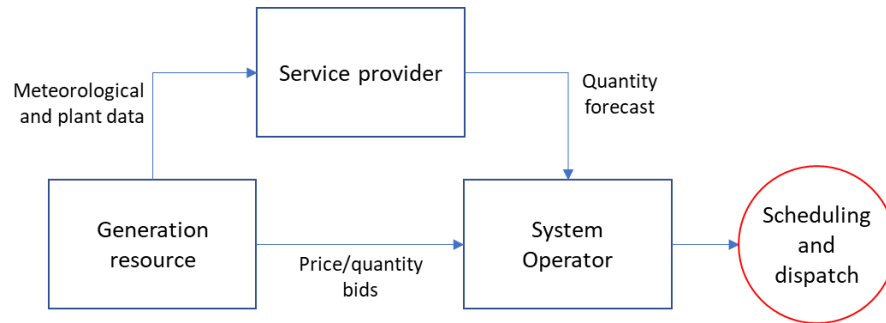 Service provider
Meteorological
and plant data
Quantity
forecast
Generation
resource
Price/quantity
bids
System
Operator
Scheduling
and
dispatch